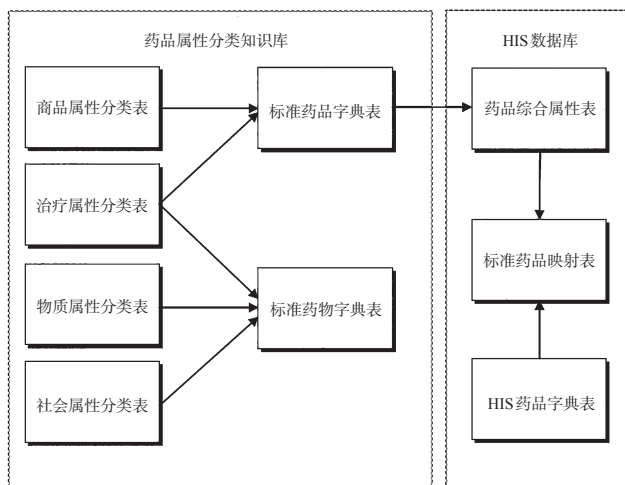 药品属性分类知识库
HIS数据库
商品属性分类表
标准药品字典表
药品综合属性表
治疗属性分类表
标准药品映射表
物质属性分类表
标准药物字典表
社会属性分类表
HIS药品字典表